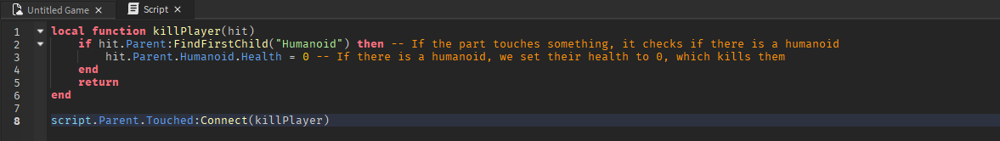 Untitled Game × Script ×
1 local function killPlayer(hit)
2 if hit.Parent:FindFirstChild("Humanoid") then -- If the part touches something, it checks if there is a humanoid
3 hit.Parent.Humanoid.Health = 0 -- If there is a humanoid, we set their health to 0, which kills them
4 end
5 return
6 end
7
8 script.Parent.Touched:Connect(killPlayer)